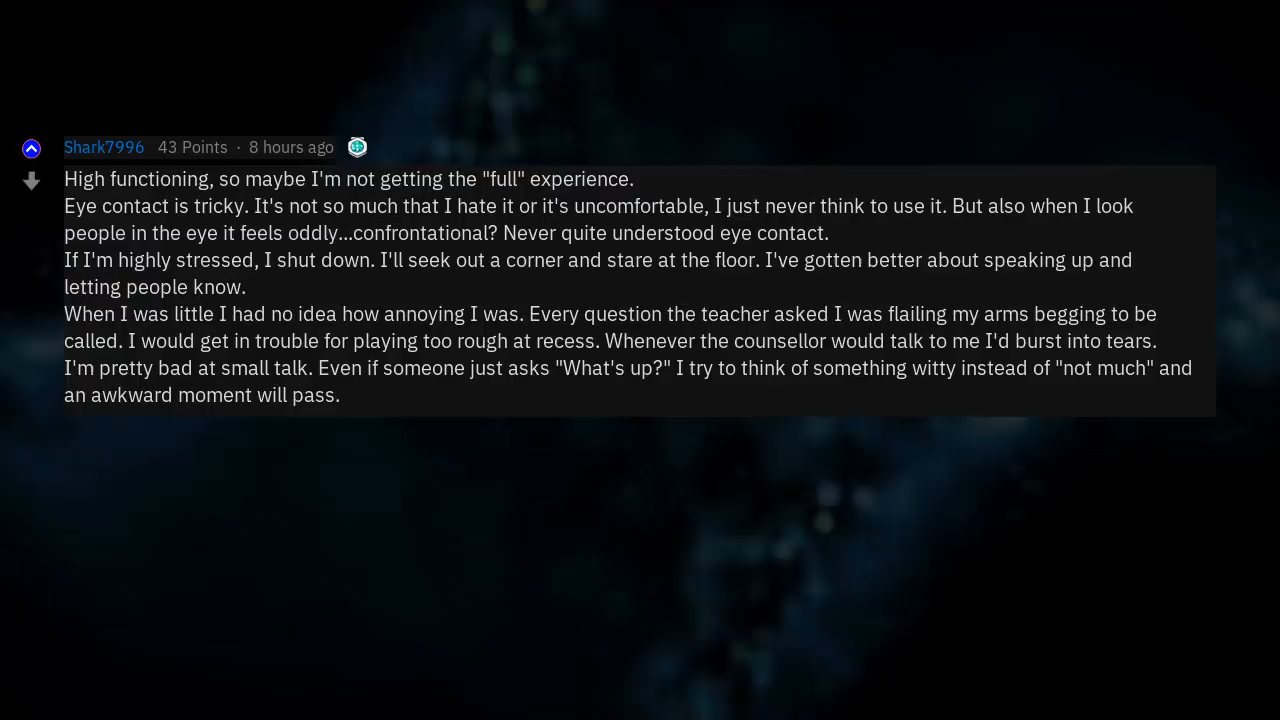 Shark7996 43 Points · 8 hours ago
High functioning, so maybe I'm not getting the "full" experience.
Eye contact is tricky. It's not so much that I hate it or it's uncomfortable, I just never think to use it. But also when I look
people in the eye it feels oddly...confrontational? Never quite understood eye contact.
If I'm highly stressed, I shut down. I'll seek out a corner and stare at the floor. I've gotten better about speaking up and
letting people know.
When I was little I had no idea how annoying I was. Every question the teacher asked I was flailing my arms begging to be
called. I would get in trouble for playing too rough at recess. Whenever the counsellor would talk to me I'd burst into tears.
I'm pretty bad at small talk. Even if someone just asks "What's up?" I try to think of something witty instead of "not much" and
an awkward moment will pass.